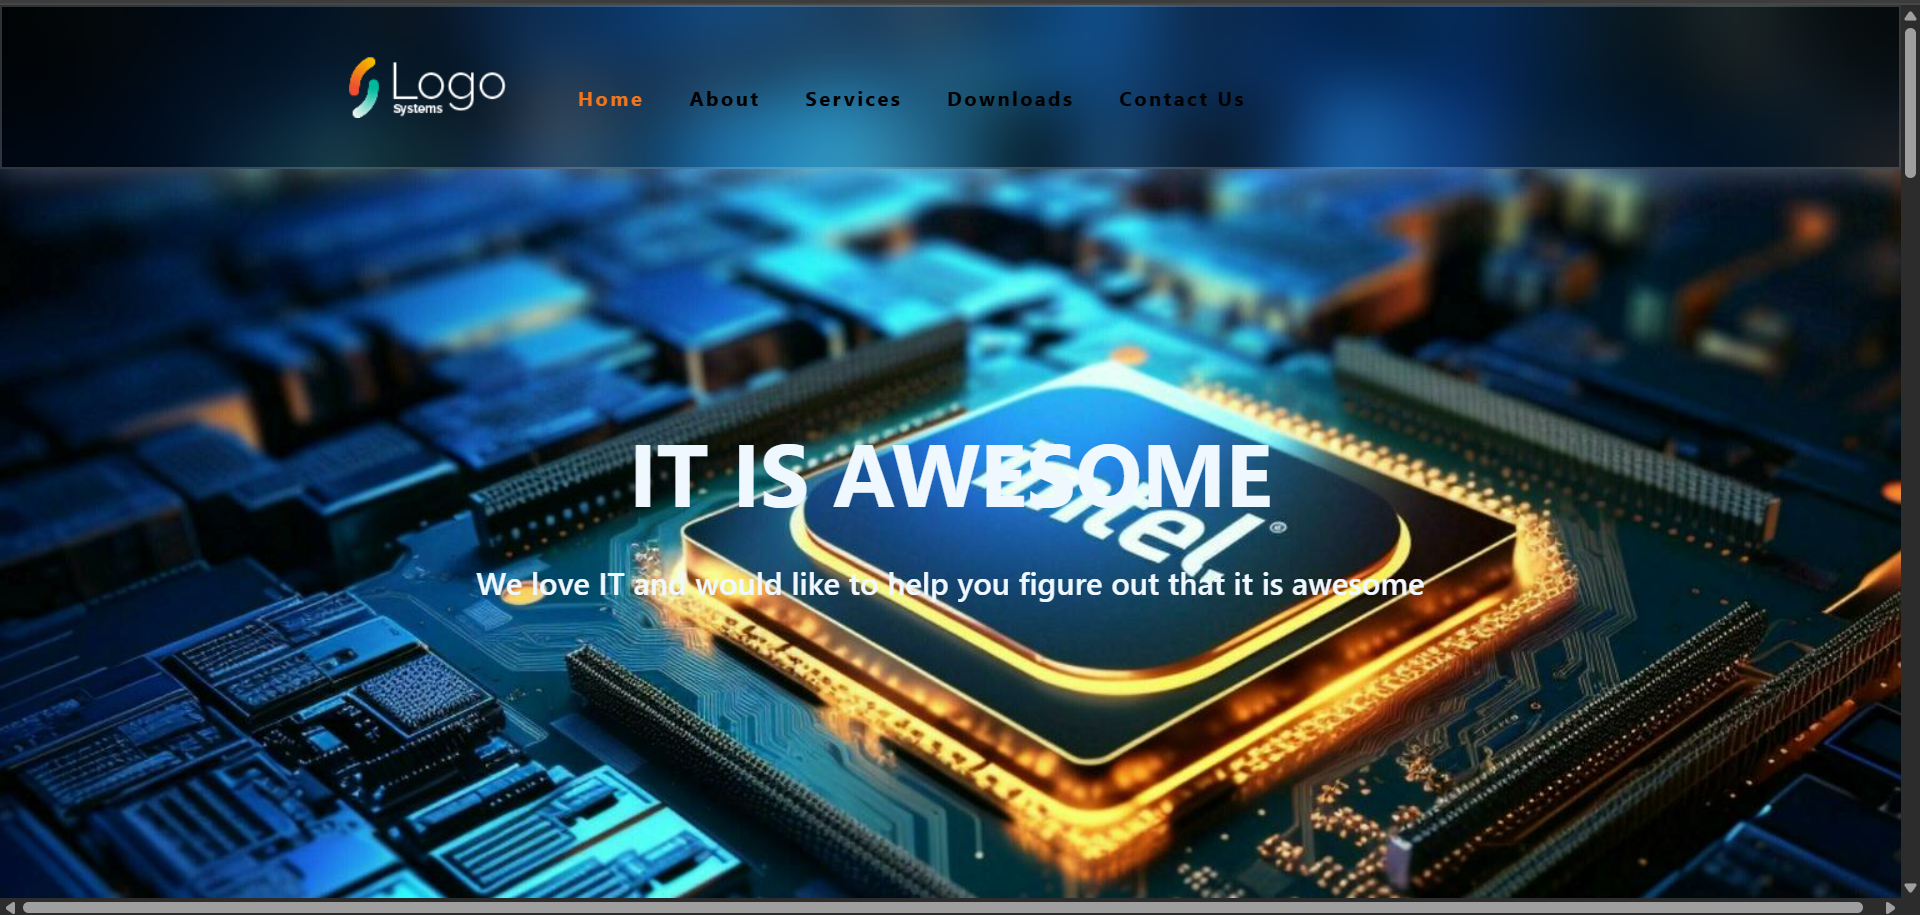 Logo
Systems
Home
About
Services
Downloads
Contact Us
IT IS AWESOME
intel®
We love IT and would like to help you figure out that it is awesome